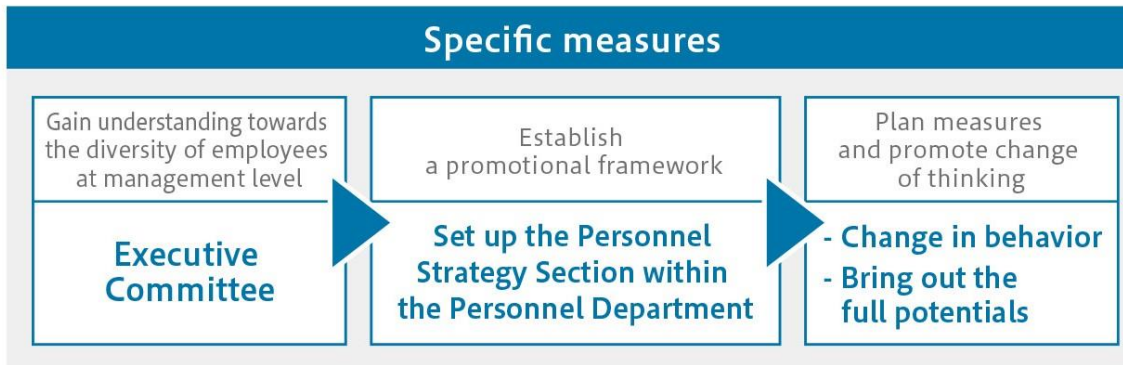 Specific measures
Gain understanding towards
the diversity of employees
at management level
Executive
Committee
Establish
a promotional framework
Set up the Personnel
Strategy Section within
the Personnel Department
Plan measures
and promote change
of thinking
- Change in behavior
- Bring out the
full potentials